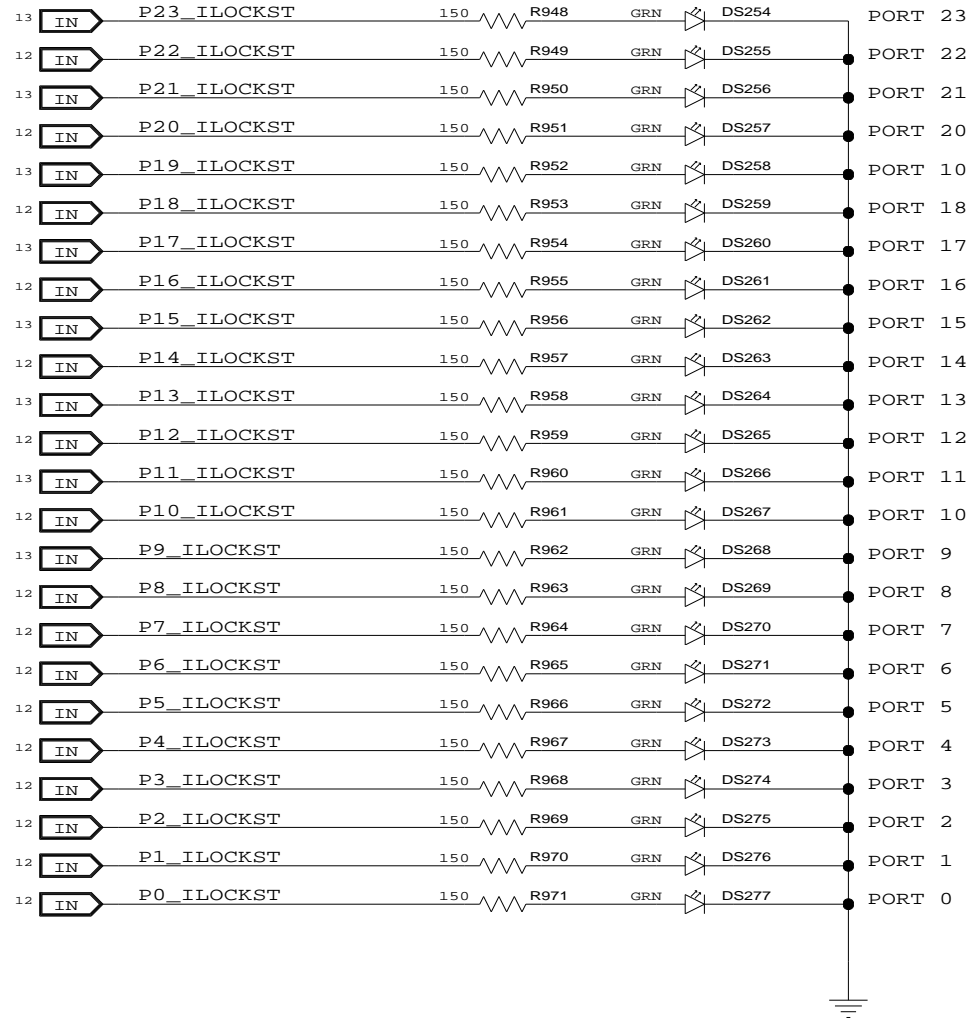 13 IN P23_ILOCKST 150 R948 GRN DS254 PORT 23
12 IN P22_ILOCKST 150 R949 GRN DS255 PORT 22
13 IN P21_ILOCKST 150 R950 GRN DS256 PORT 21
12 IN P20_ILOCKST 150 R951 GRN DS257 PORT 20
13 IN P19_ILOCKST 150 R952 GRN DS258 PORT 10
12 IN P18_ILOCKST 150 R953 GRN DS259 PORT 18
13 IN P17_ILOCKST 150 R954 GRN DS260 PORT 17
12 IN P16_ILOCKST 150 R955 GRN DS261 PORT 16
13 IN P15_ILOCKST 150 R956 GRN DS262 PORT 15
12 IN P14_ILOCKST 150 R957 GRN DS263 PORT 14
13 IN P13_ILOCKST 150 R958 GRN DS264 PORT 13
12 IN P12_ILOCKST 150 R959 GRN DS265 PORT 12
13 IN P11_ILOCKST 150 R960 GRN DS266 PORT 11
12 IN P10_ILOCKST 150 R961 GRN DS267 PORT 10
13 IN P9_ILOCKST 150 R962 GRN DS268 PORT 9
12 IN P8_ILOCKST 150 R963 GRN DS269 PORT 8
12 IN P7_ILOCKST 150 R964 GRN DS270 PORT 7
12 IN P6_ILOCKST 150 R965 GRN DS271 PORT 6
12 IN P5_ILOCKST 150 R966 GRN DS272 PORT 5
12 IN P4_ILOCKST 150 R967 GRN DS273 PORT 4
12 IN P3_ILOCKST 150 R968 GRN DS274 PORT 3
12 IN P2_ILOCKST 150 R969 GRN DS275 PORT 2
12 IN P1_ILOCKST 150 R970 GRN DS276 PORT 1
12 IN P0_ILOCKST 150 R971 GRN DS277 PORT 0